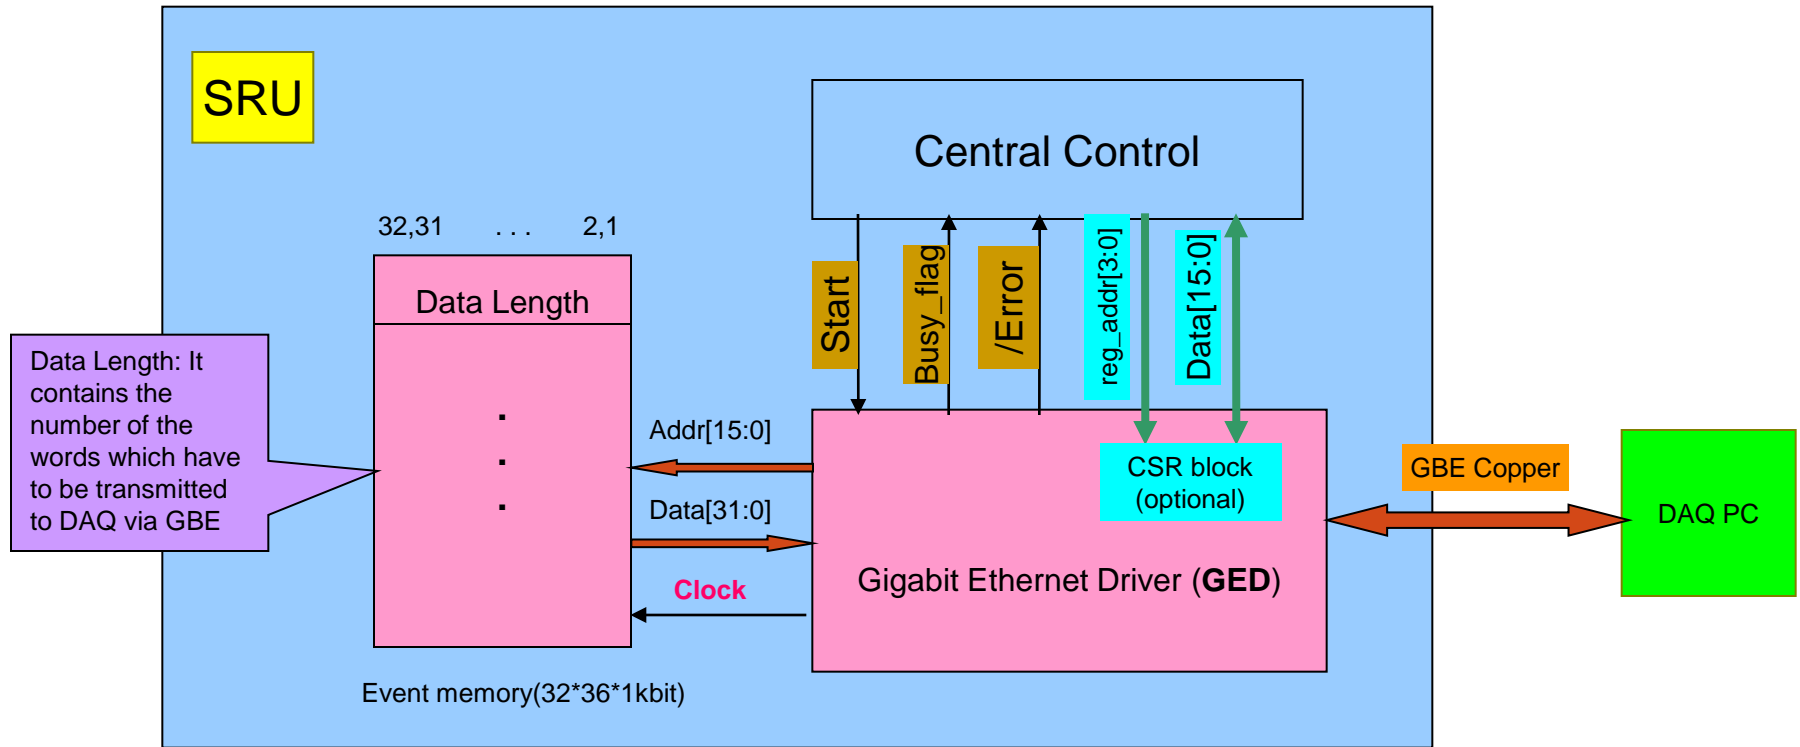 SRU
Central Control
32,31 . . . 2,1
Data Length
Start
Busy_flag
/Error
reg_addr[3:0]
Data[15:0]
Data Length: It
contains the
number of the
words which have
to be transmitted
to DAQ via GBE
.
.
.
Addr[15:0]
Data[31:0]
Clock
CSR block
(optional)
Gigabit Ethernet Driver (GED)
GBE Copper
DAQ PC
Event memory(32*36*1kbit)